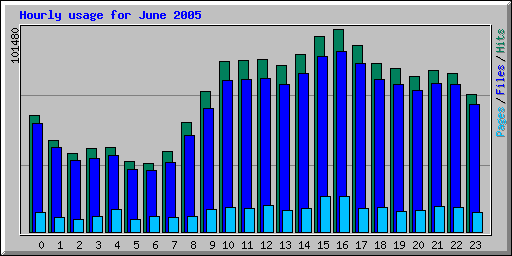 Hourly usage for June 2005
101480
Pages/Files/Hits
0 1 2 3 4 5 6 7 8 9 10 11 12 13 14 15 16 17 18 19 20 21 22 23